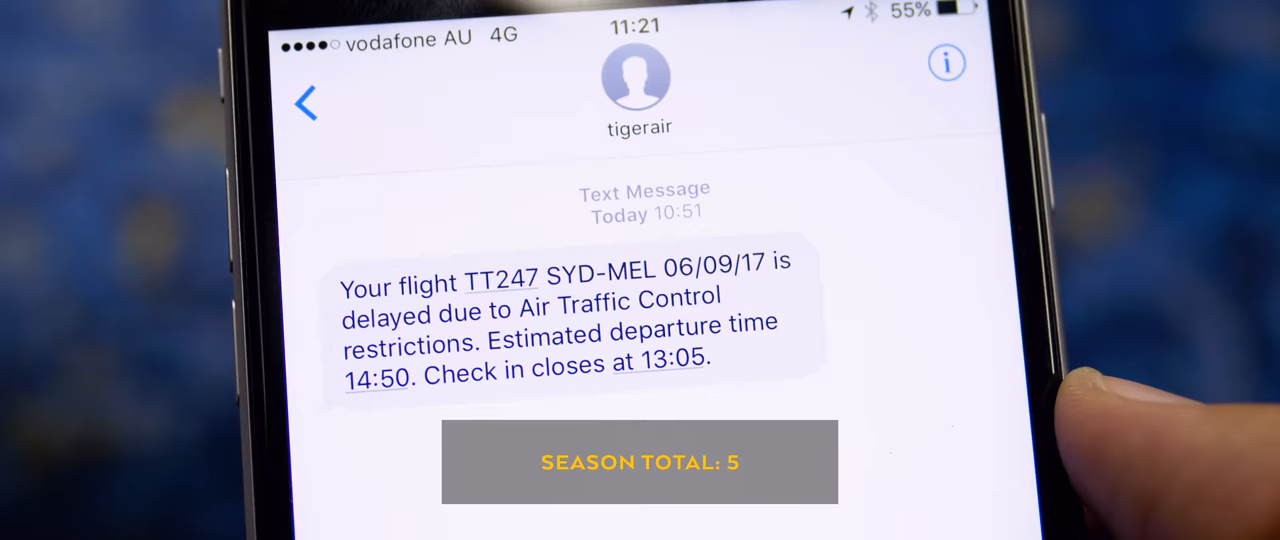 vodafone AU 4G 11:21 55%
tigerair
Text Message
Today 10:51
Your flight TT247 SYD-MEL 06/09/17 is
delayed due to Air Traffic Control
restrictions. Estimated departure time
14:50. Check in closes at 13:05.
SEASON TOTAL: 5